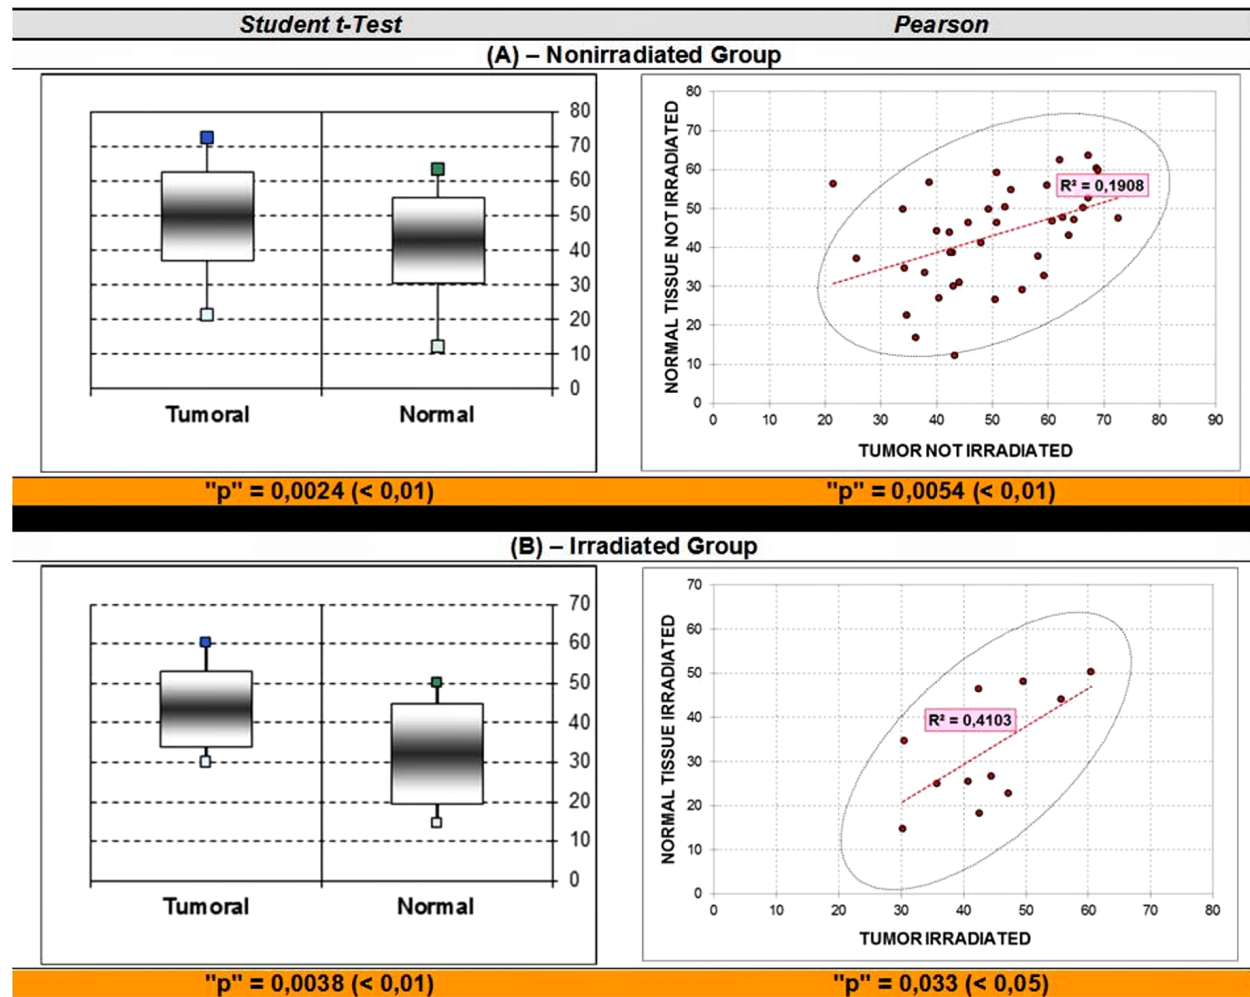 Student t-Test Pearson
(A) – Nonirradiated Group
80
70
60
50
40
30
20
10
0
Tumoral Normal
NORMAL TISSUE NOT IRRADIATED
80
70
60
50
40
30
20
10
0
R² = 0,1908
0 10 20 30 40 50 60 70 80 90
TUMOR NOT IRRADIATED
"p" = 0,0024 (< 0,01) "p" = 0,0054 (< 0,01)
(B) – Irradiated Group
70
60
50
40
30
20
10
0
Tumoral Normal
NORMAL TISSUE IRRADIATED
70
60
50
40
30
20
10
0
R² = 0,4103
0 10 20 30 40 50 60 70 80
TUMOR IRRADIATED
"p" = 0,0038 (< 0,01) "p" = 0,033 (< 0,05)